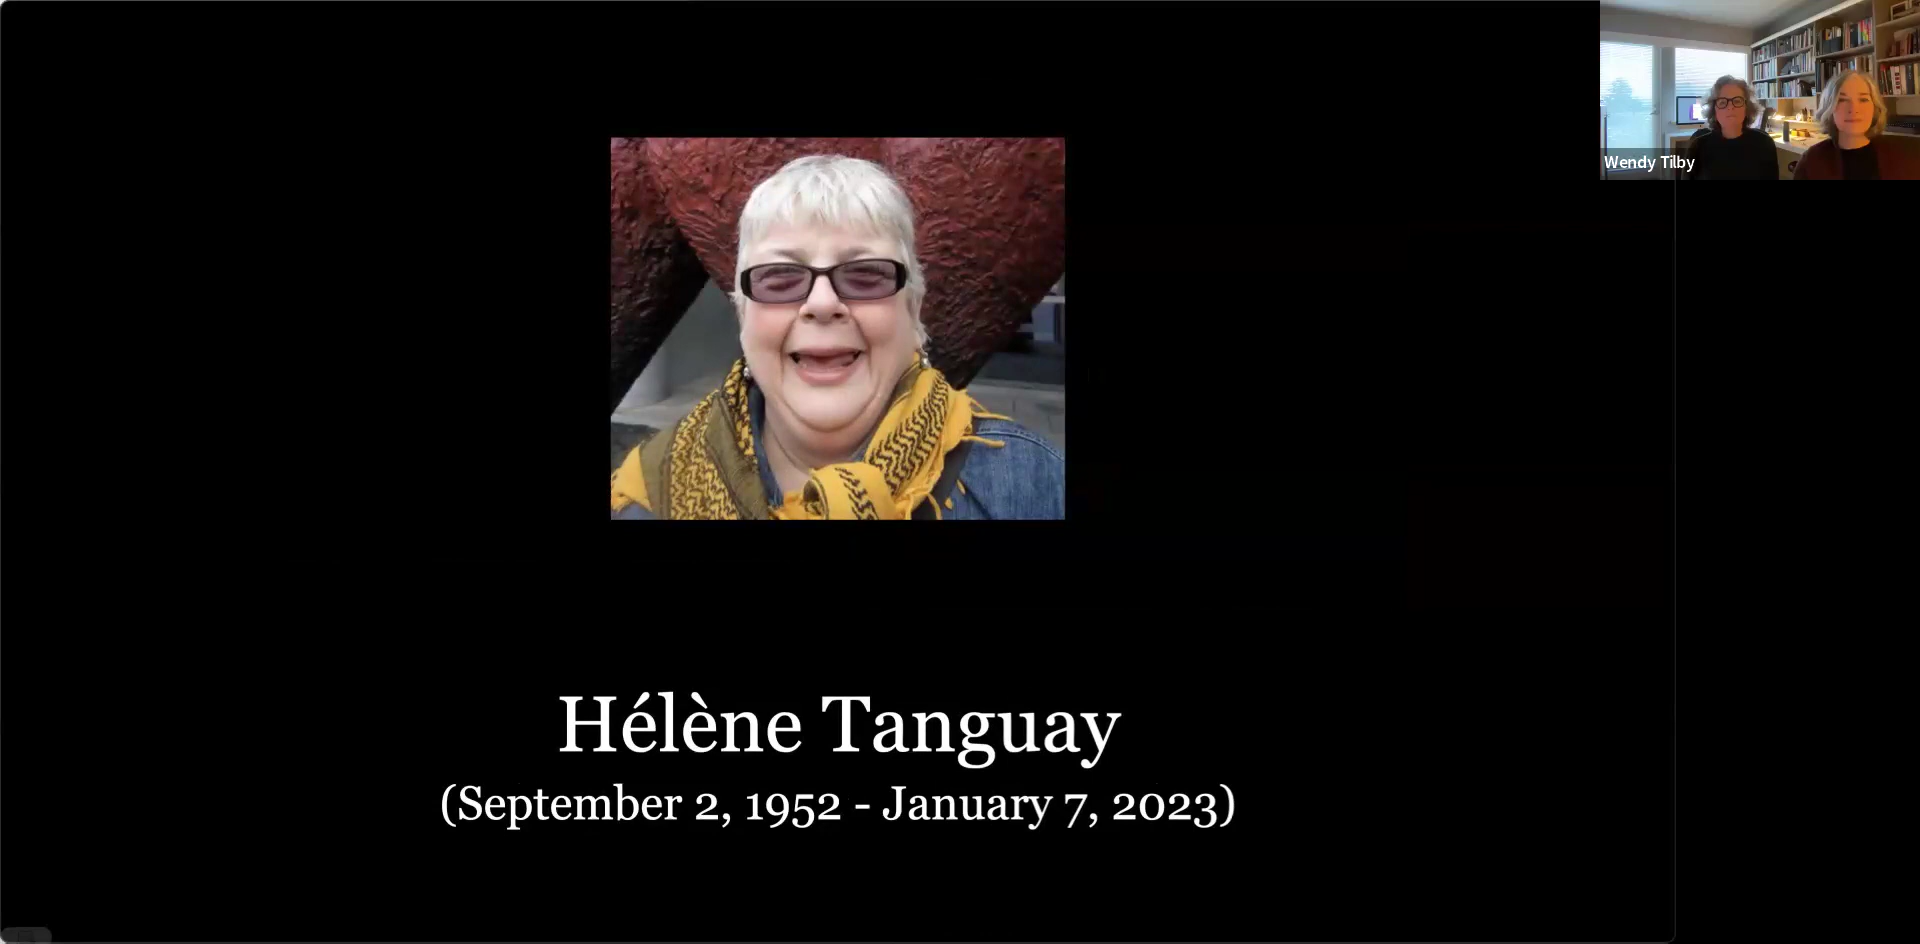 Wendy Tilby
Hélène Tanguay
(September 2, 1952 - January 7, 2023)